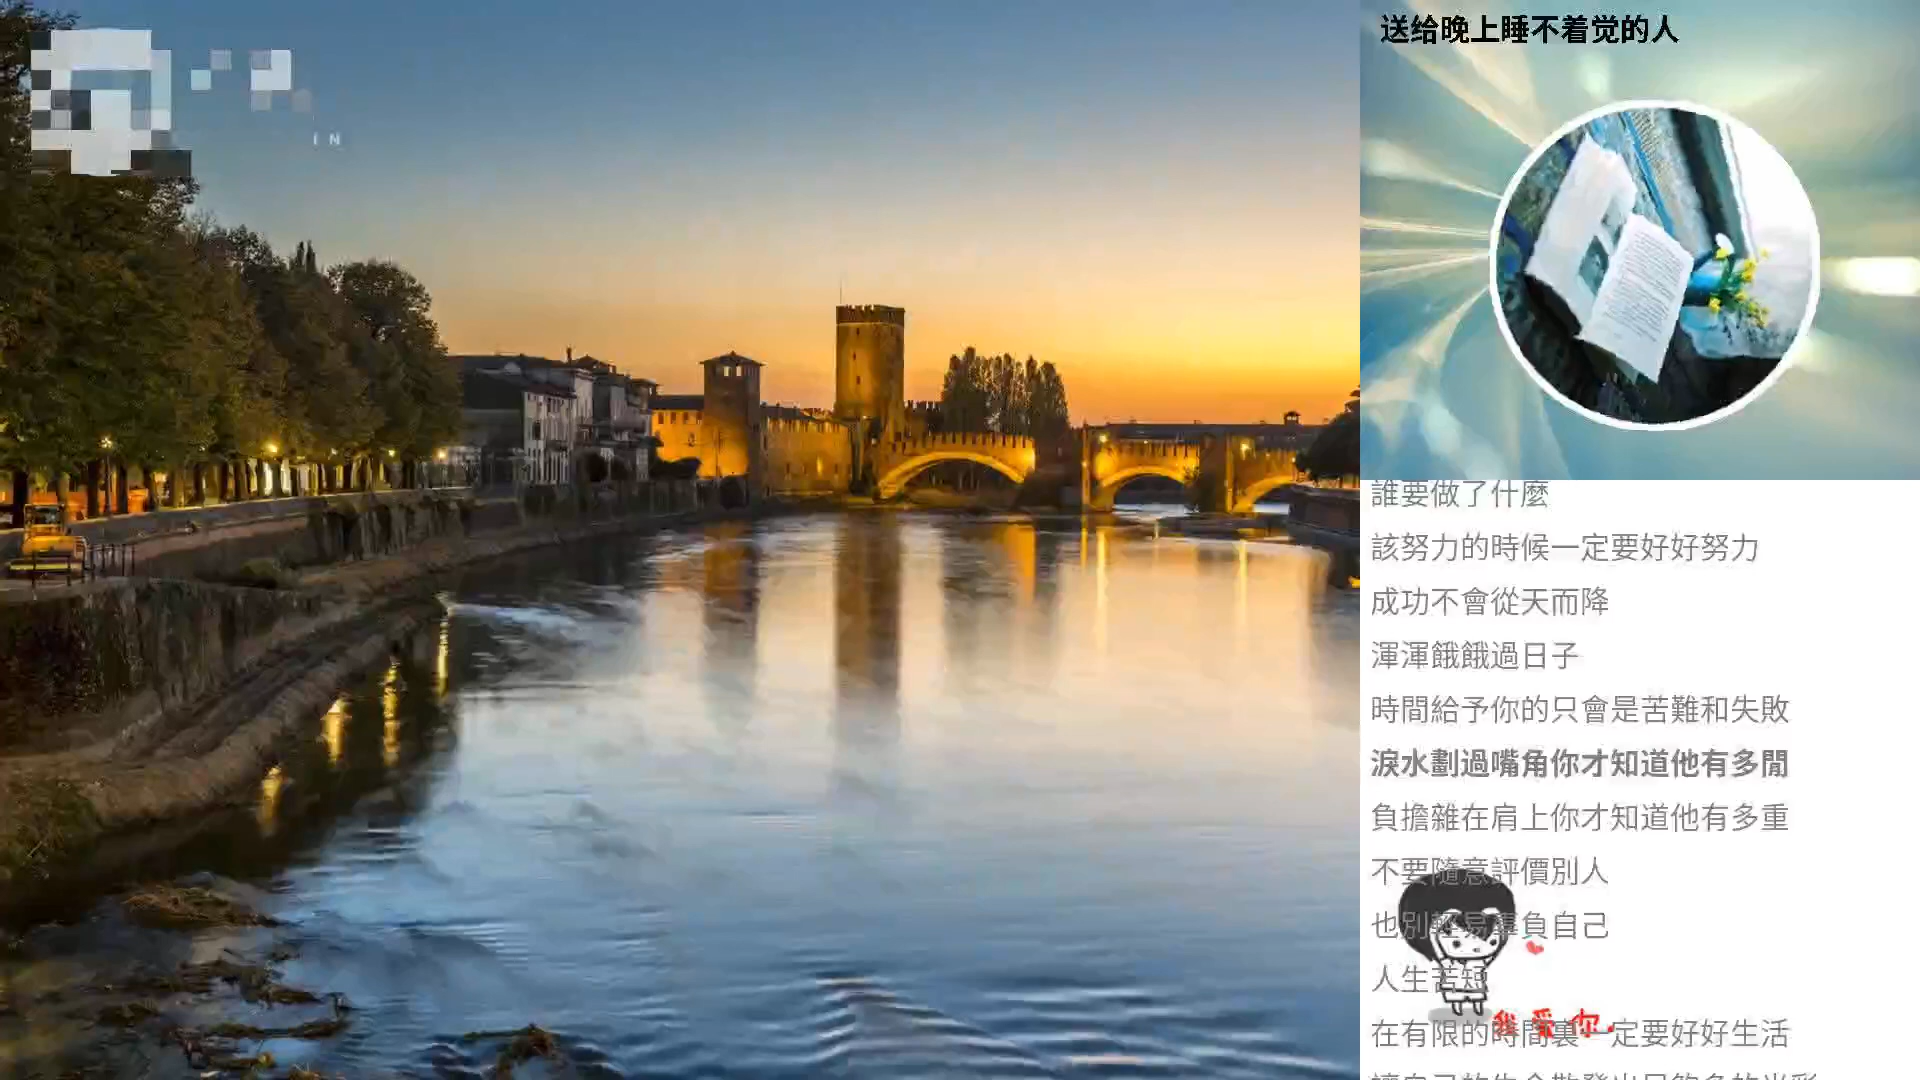 I N
送给晚上睡不着觉的人
誰要做了什麼
該努力的時候一定要好好努力
成功不會從天而降
渾渾餓餓過日子
時間給予你的只會是苦難和失敗
淚水劃過嘴角你才知道他有多閒
負擔雜在肩上你才知道他有多重
不要隨意評價別人
也別輕易辜負自己
人生苦短
我爱你.
在有限的時間裏一定要好好生活